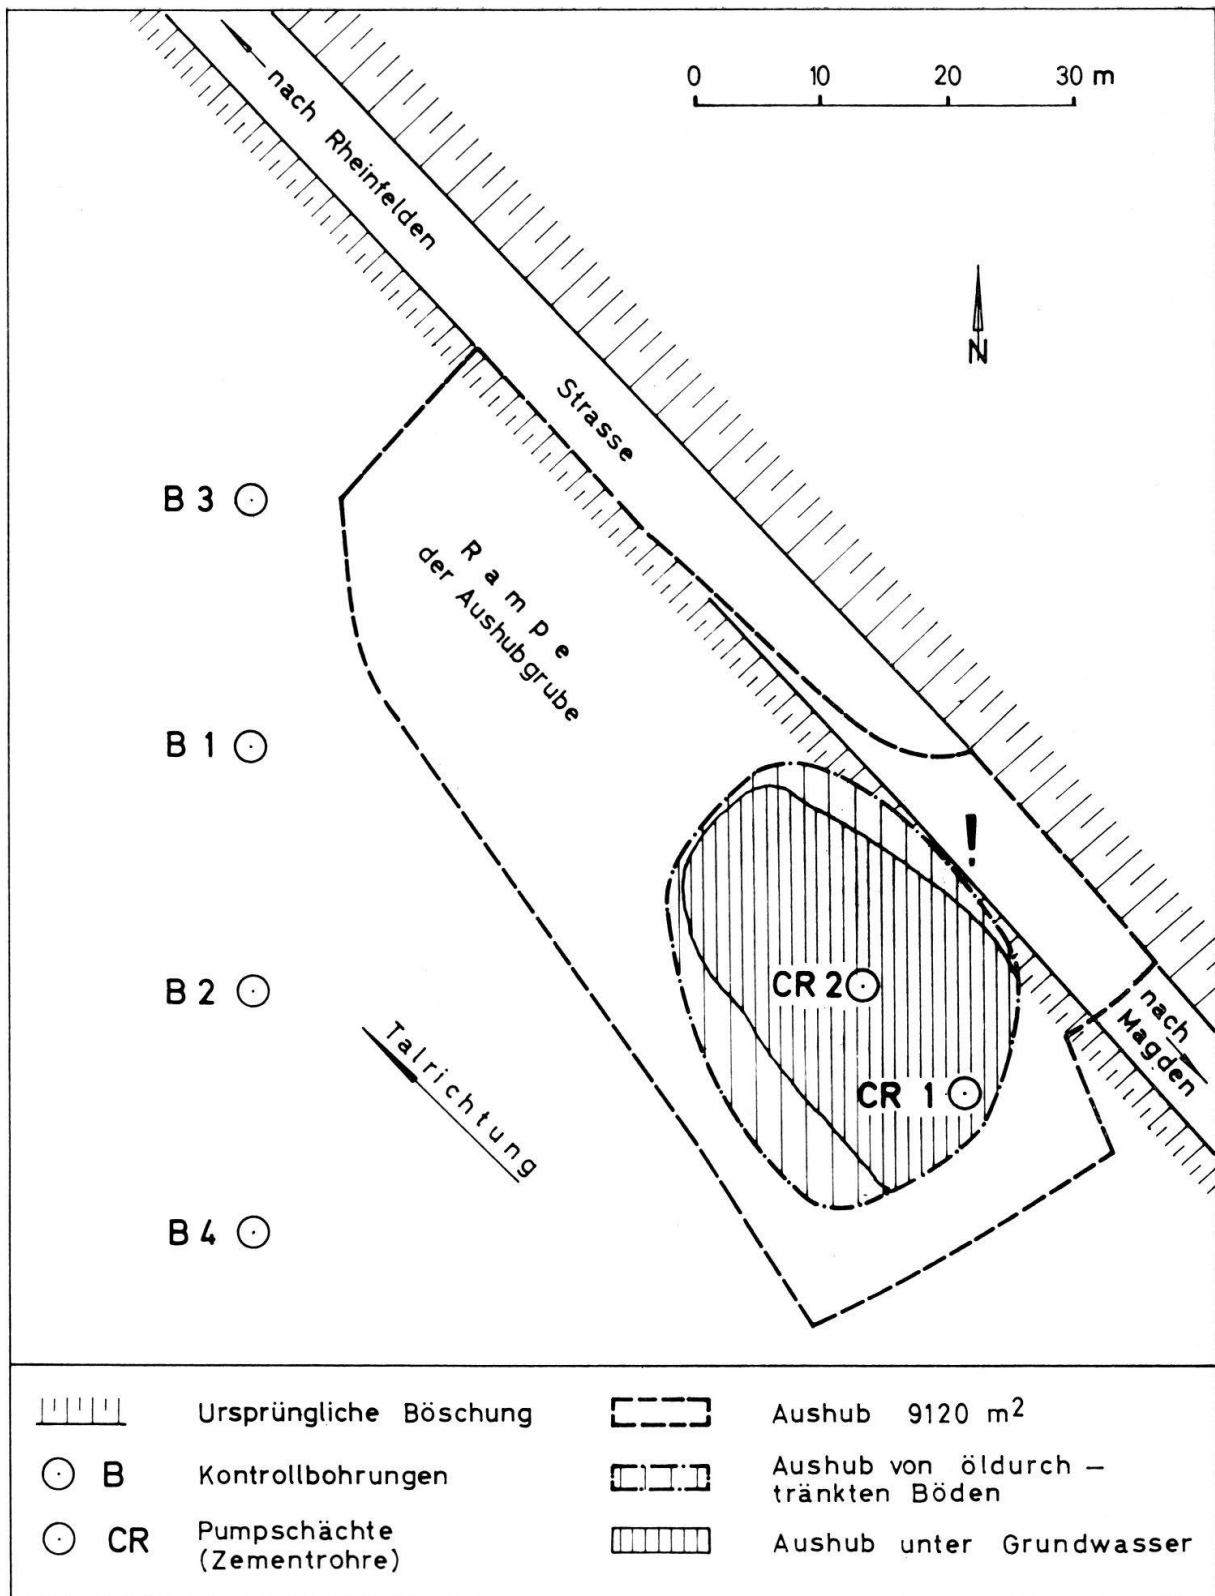 0 10 20 30 m
nach Rheinfelden
N
Strasse
B 3
Rampe
der Aushubgrube
B 1
!
CR 2
B 2
nach
Magden
Talrichtung
CR 1
B 4
Ursprüngliche Böschung
B Kontrollbohrungen
CR Pumpschächte
(Zementrohre)
Aushub 9120 m²
Aushub von öldurch –
tränkten Böden
Aushub unter Grundwasser